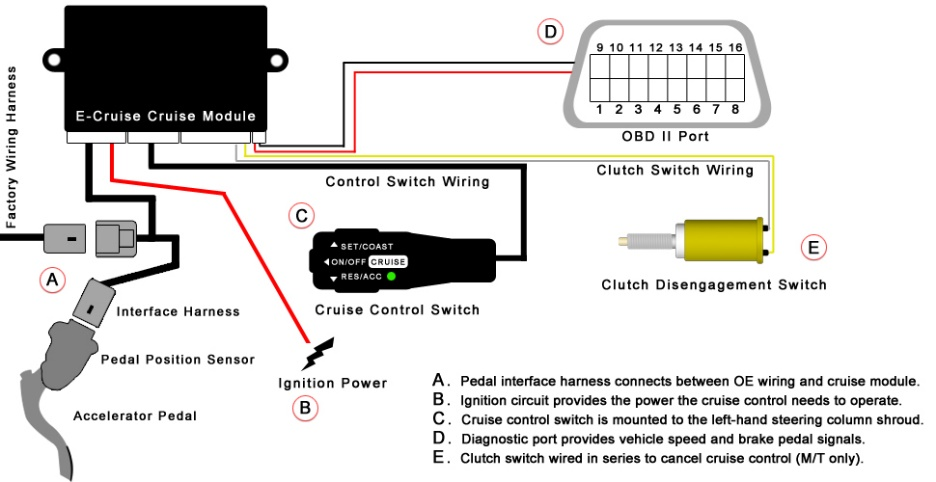 D
9 10 11 12 13 14 15 16
1 2 3 4 5 6 7 8
OBD II Port
E-Cruise Cruise Module
Factory Wiring Harness
Control Switch Wiring
Clutch Switch Wiring
C
SET/COAST
ON/OFF CRUISE
RES/ACC
Cruise Control Switch
E
Clutch Disengagement Switch
A
Interface Harness
Pedal Position Sensor
Accelerator Pedal
Ignition Power
B
A. Pedal interface harness connects between OE wiring and cruise module.
B. Ignition circuit provides the power the cruise control needs to operate.
C. Cruise control switch is mounted to the left-hand steering column shroud.
D. Diagnostic port provides vehicle speed and brake pedal signals.
E. Clutch switch wired in series to cancel cruise control (M/T only).